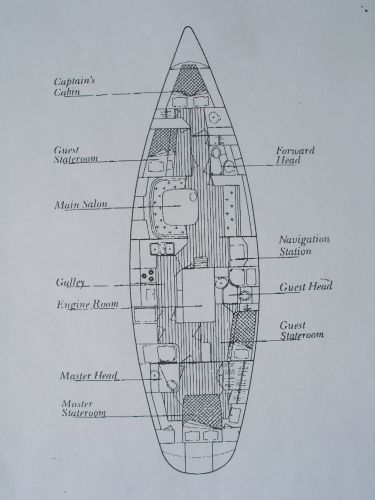 Captain's
Cabin
Guest
Stateroom
Forward
Head
Main Salon
Navigation
Station
Galley
Guest Head
Engine Room
Guest
Stateroom
Master Head
Master
Stateroom